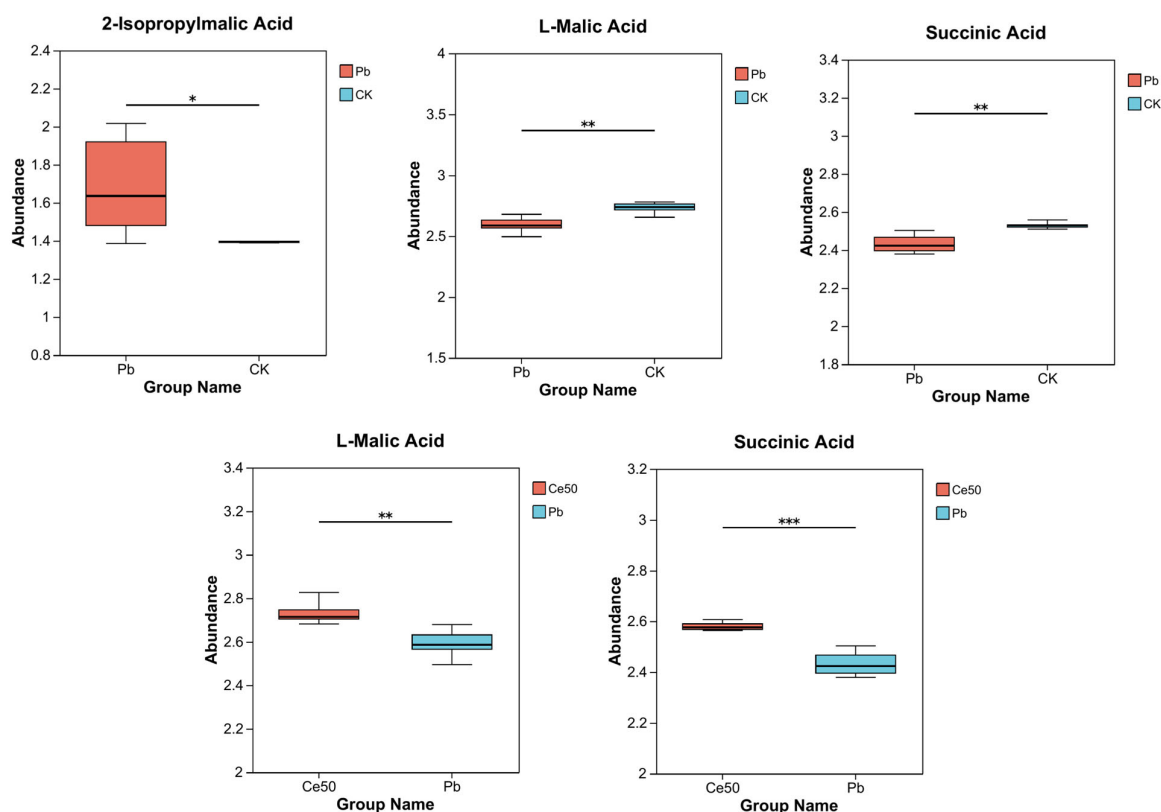 2-Isopropylmalic Acid
Abundance
2.4
2.2
2
1.8
1.6
1.4
1.2
1
0.8
*
Pb
CK
Pb
CK
Group Name
L-Malic Acid
Abundance
4
3.5
3
2.5
2
1.5
**
Pb
CK
Pb
CK
Group Name
Succinic Acid
Abundance
3.4
3.2
3
2.8
2.6
2.4
2.2
2
1.8
**
Pb
CK
Pb
CK
Group Name
L-Malic Acid
Abundance
3.4
3.2
3
2.8
2.6
2.4
2.2
2
**
Ce50
Pb
Ce50
Pb
Group Name
Succinic Acid
Abundance
3.2
3
2.8
2.6
2.4
2.2
2
***
Ce50
Pb
Ce50
Pb
Group Name